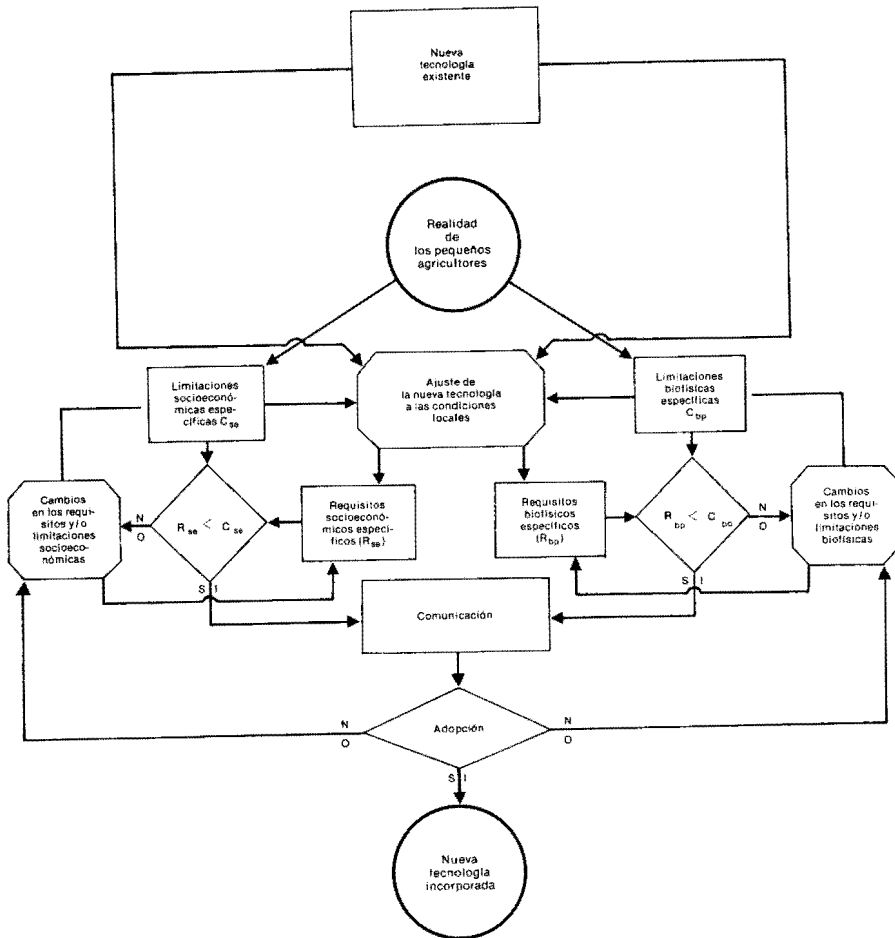 Nueva
tecnología
existente
Realidad
de
los pequeños
agricultores
Limitaciones
socioeconó-
micas espe-
cíficas C_se
Ajuste de
la nueva tecnología
a las condiciones
locales
Limitaciones
biofísicas
específicas
C_bp
Cambios
en los requi-
sitos y/o
limitaciones
socioeco-
nómicas
N
O
R_se < C_se
Requisitos
socioeconó-
micos especí-
ficos (R_se)
Requisitos
biofísicos
específicos
(R_bp)
R_bp < C_bp
N
O
Cambios
en los requi-
sitos y/o
limitaciones
biofísicas
S I
Comunicación
S I
N
O
Adopción
N
O
S I
Nueva
tecnología
incorporada